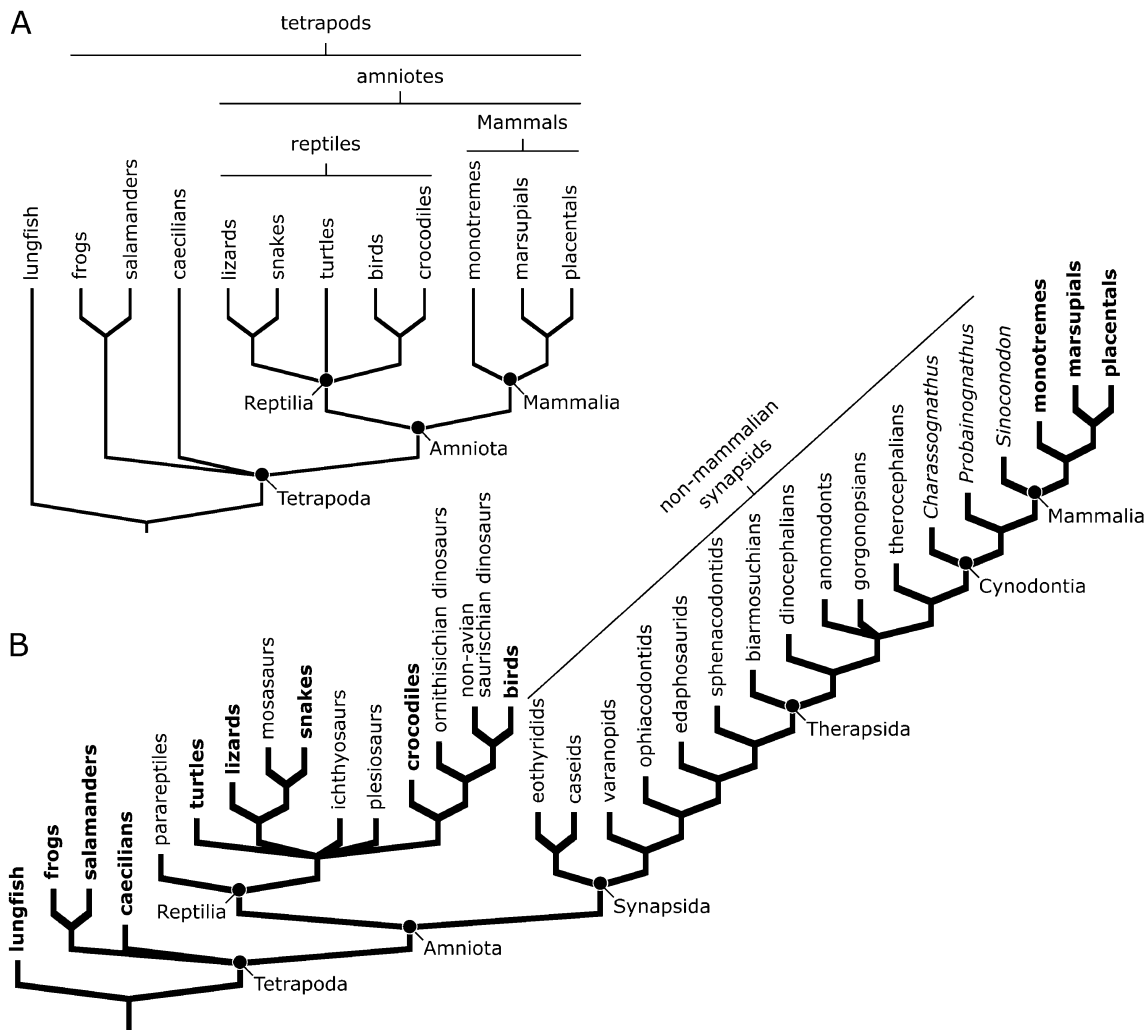 A
tetrapods
amniotes
Mammals
reptiles
lungfish
frogs
salamanders
caecilians
lizards
snakes
turtles
birds
crocodiles
monotremes
marsupials
placentals
Reptilia
Mammalia
Amniota
Tetrapoda
B
lungfish
frogs
salamanders
caecilians
parareptiles
turtles
lizards
mosasaurs
snakes
ichthyosaurs
plesiosaurs
crocodiles
ornithisichian dinosaurs
non-avian
saurischian dinosaurs
birds
non-mammalian
synapsids
eothyridids
caseids
varanopids
ophiacodontids
edaphosaurids
sphenacodontids
biarmosuchians
dinocephalians
anomodonts
gorgonopsians
therocephalians
Charassognathus
Probainognathus
Sinoconodon
monotremes
marsupials
placentals
Mammalia
Cynodontia
Therapsida
Synapsida
Reptilia
Amniota
Tetrapoda